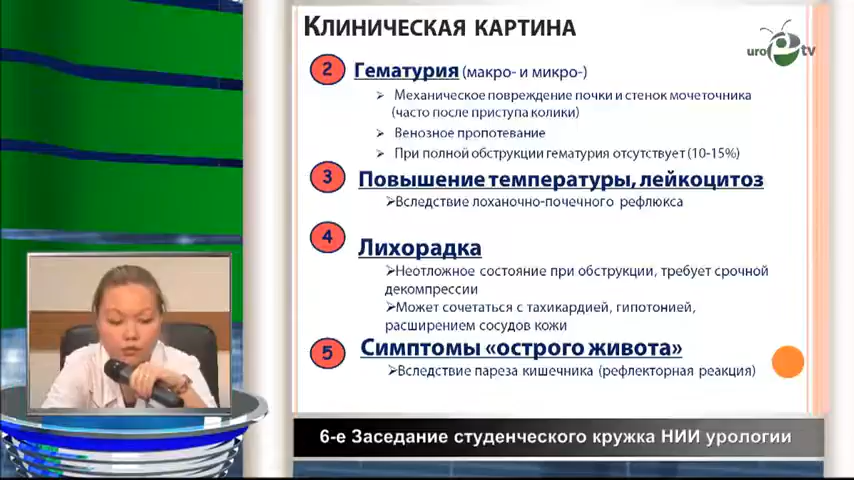 КЛИНИЧЕСКАЯ КАРТИНА
uro tv
2 Гематурия (макро- и микро-)
Механическое повреждение почки и стенок мочеточника
(часто после приступа колики)
Венозное пропотевание
При полной обструкции гематурия отсутствует (10-15%)
3 Повышение температуры, лейкоцитоз
Вследствие лоханочно-почечного рефлюкса
4 Лихорадка
Неотложное состояние при обструкции, требует срочной
декомпрессии
Может сочетаться с тахикардией, гипотонией,
расширением сосудов кожи
5 Симптомы «острого живота»
Вследствие пареза кишечника (рефлекторная реакция)
6-е Заседание студенческого кружка НИИ урологии